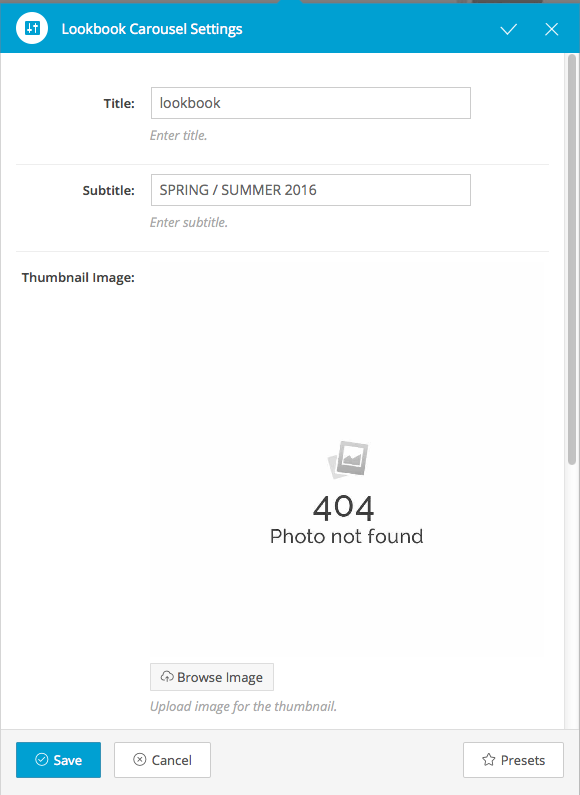 Lookbook Carousel Settings
Title: lookbook
Enter title.
Subtitle: SPRING / SUMMER 2016
Enter subtitle.
Thumbnail Image:
404
Photo not found
Browse Image
Upload image for the thumbnail.
Save Cancel Presets